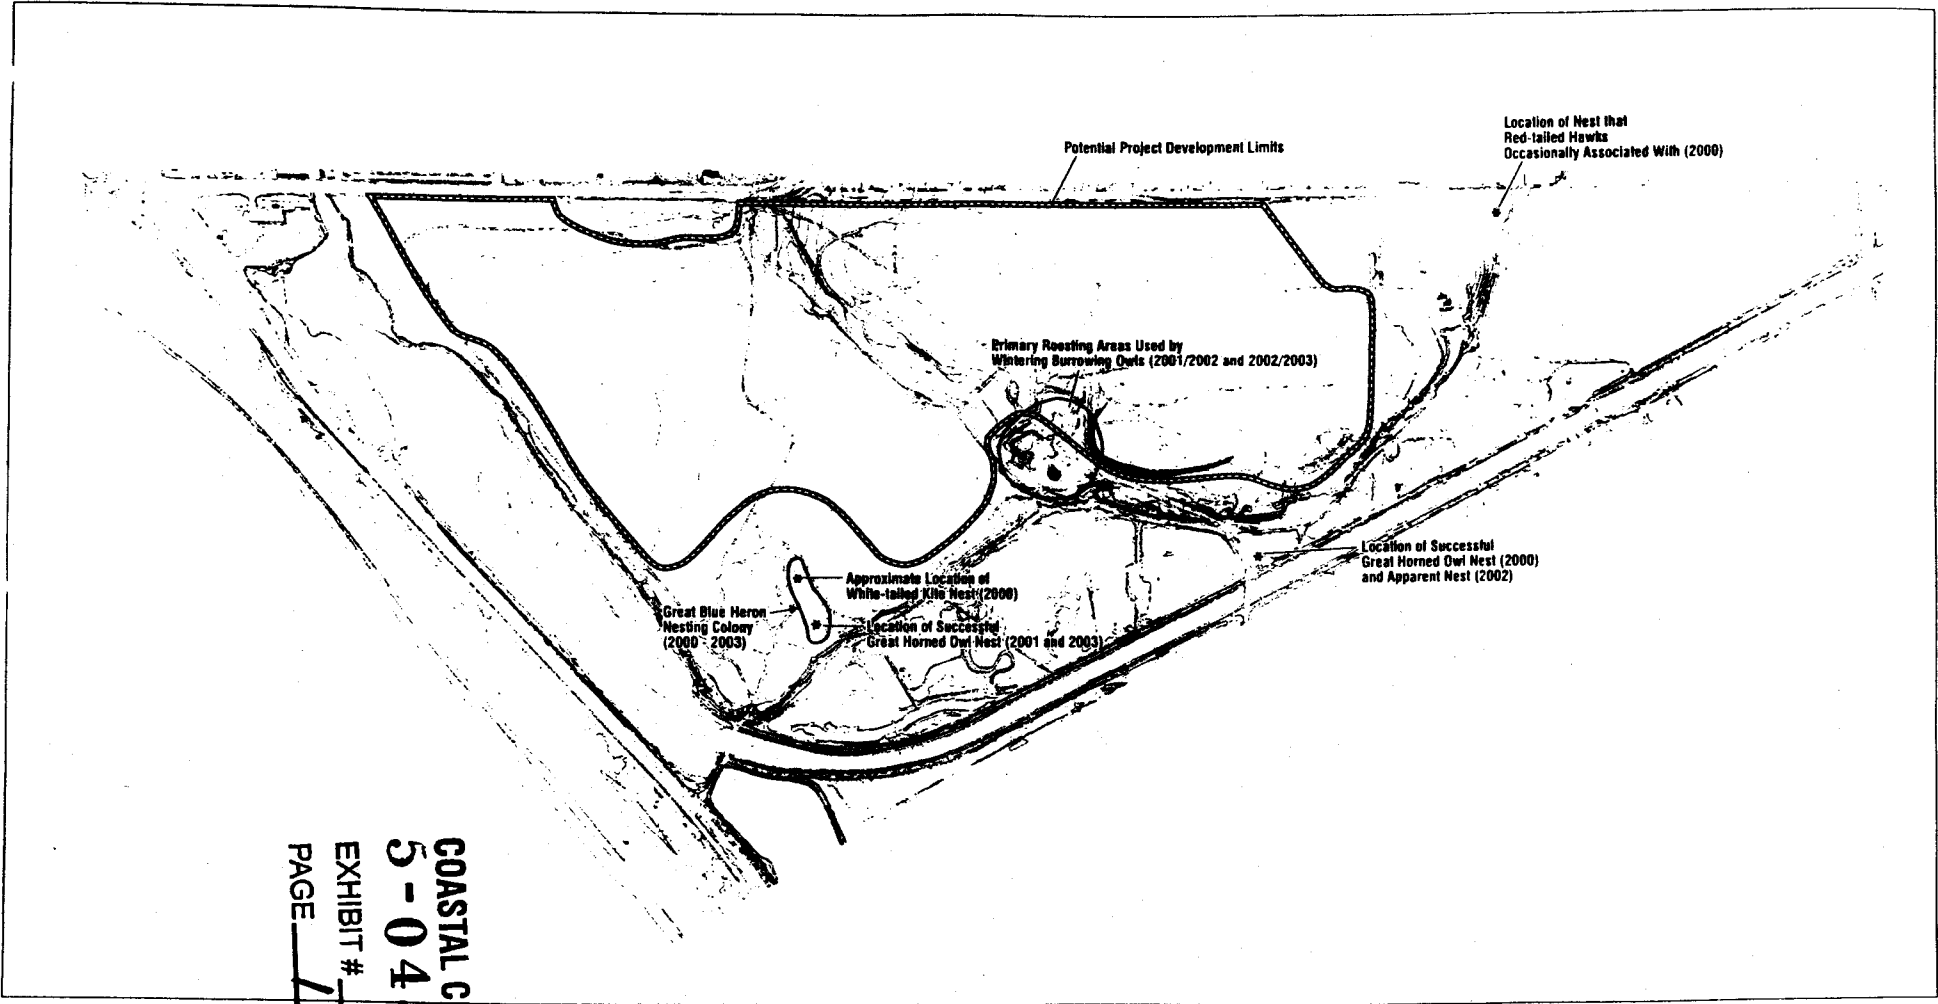 Location of Nest that
Red-tailed Hawks
Occasionally Associated With (2000)
Potential Project Development Limits
Primary Roosting Areas Used by
Wintering Burrowing Owls (2001/2002 and 2002/2003)
Location of Successful
Great Horned Owl Nest (2000)
and Apparent Nest (2002)
Approximate Location of
White-tailed Kite Nest (2000)
Great Blue Heron
Nesting Colony
(2000 - 2003)
Location of Successful
Great Horned Owl Nest (2001 and 2003)
COASTAL C
5-04
EXHIBIT #
PAGE